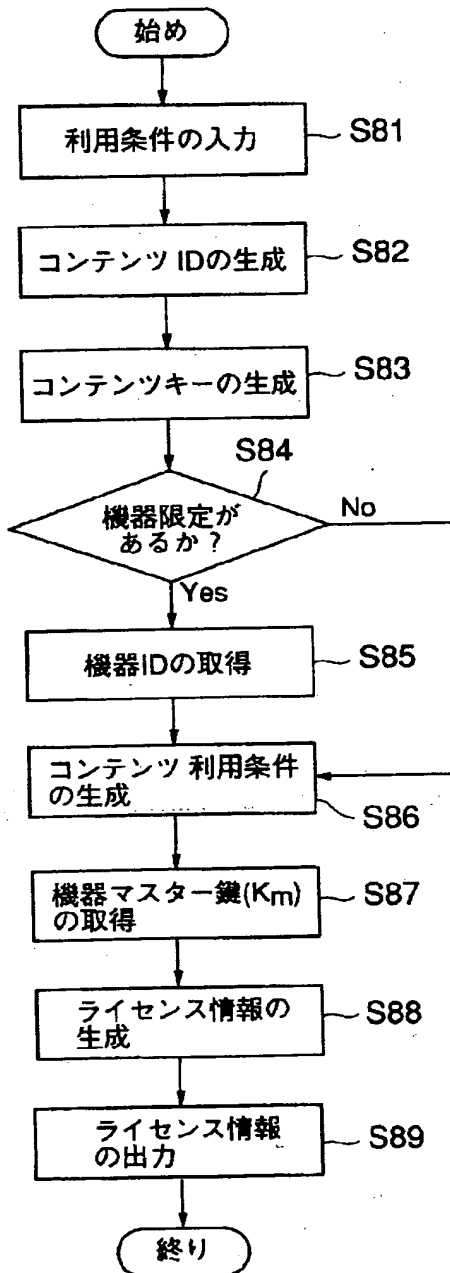 始め
利用条件の入力
S81
コンテンツ IDの生成
S82
コンテンツキーの生成
S83
S84
機器限定が
あるか？
No
Yes
機器IDの取得
S85
コンテンツ 利用条件
の生成
S86
機器マスター鍵(Km)
の取得
S87
ライセンス情報の
生成
S88
ライセンス情報
の出力
S89
終り